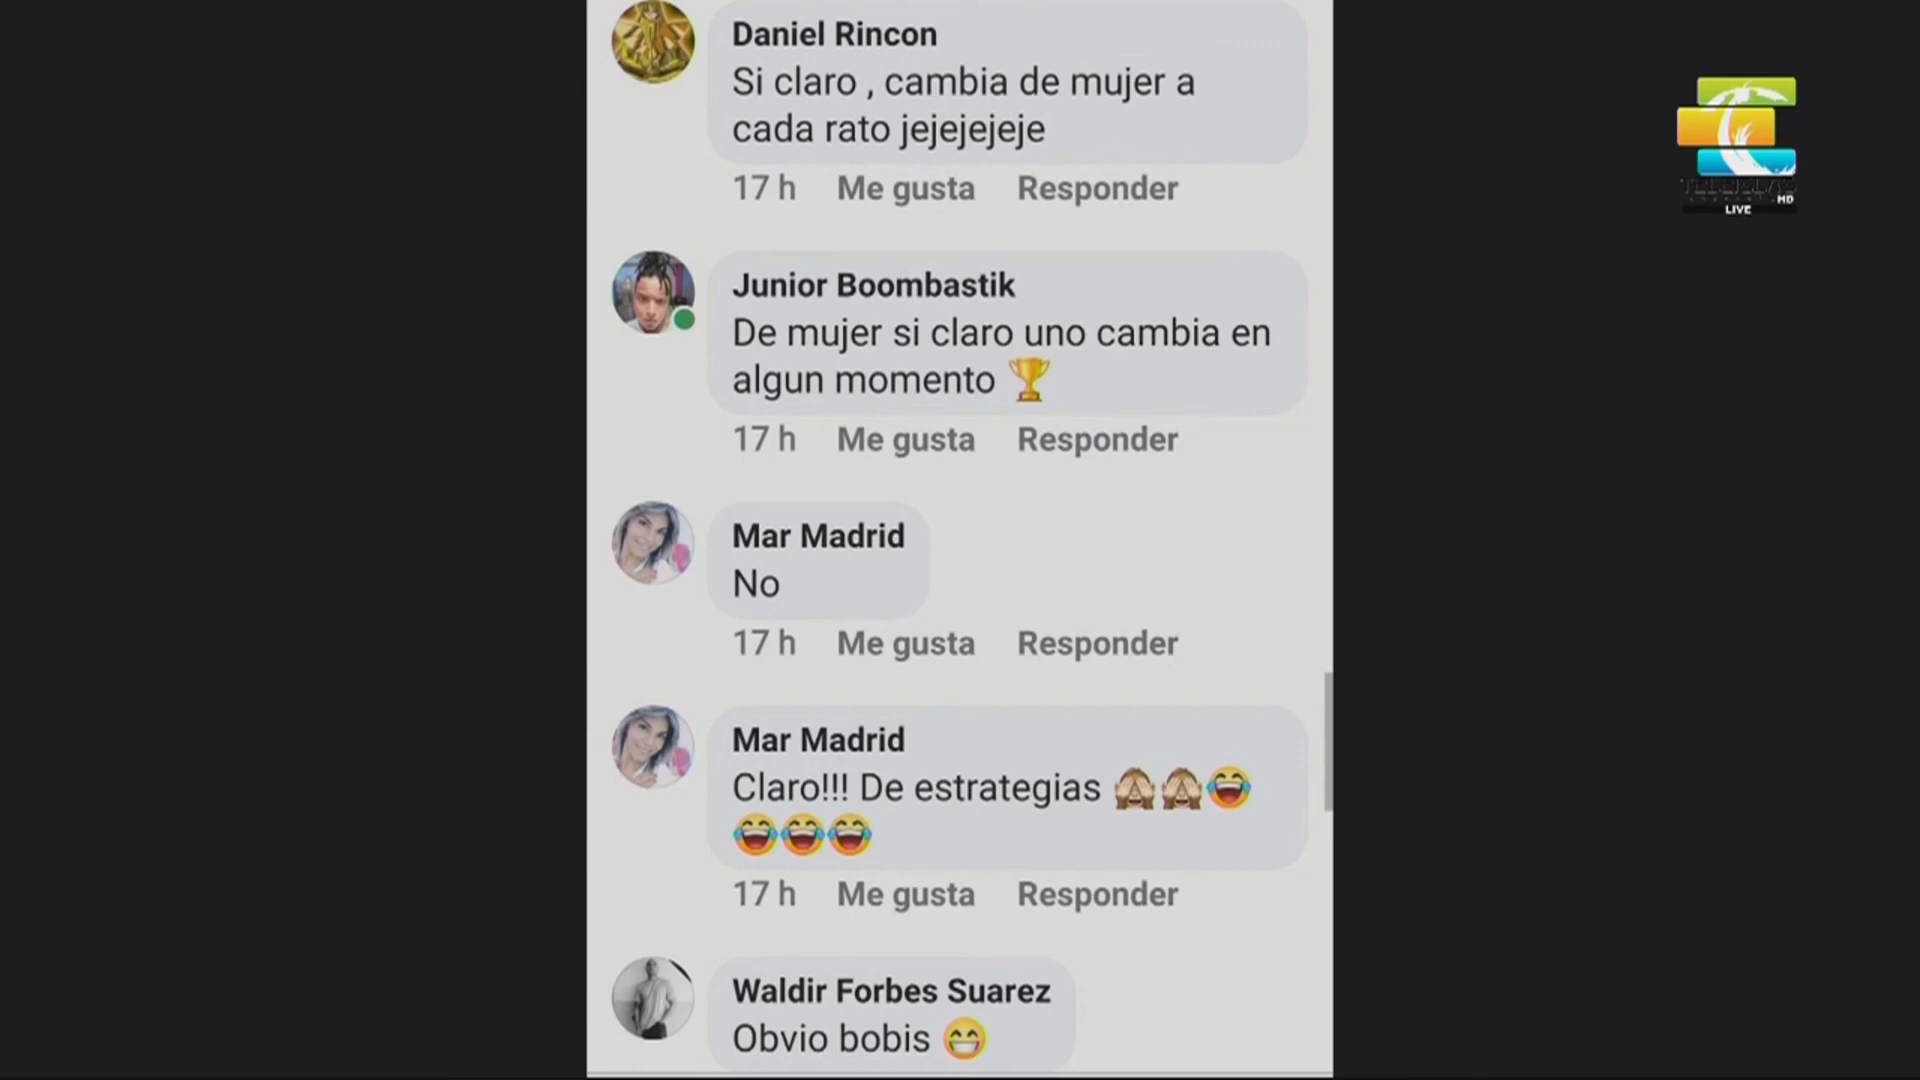 Daniel Rincon
Si claro , cambia de mujer a
cada rato jejejejeje
17 h Me gusta Responder
Junior Boombastik
De mujer si claro uno cambia en
algun momento 🏆
17 h Me gusta Responder
Mar Madrid
No
17 h Me gusta Responder
Mar Madrid
Claro!!! De estrategias 🙈🙈😂
😂😂😂
17 h Me gusta Responder
Waldir Forbes Suarez
Obvio bobis 😁
HD
LIVE